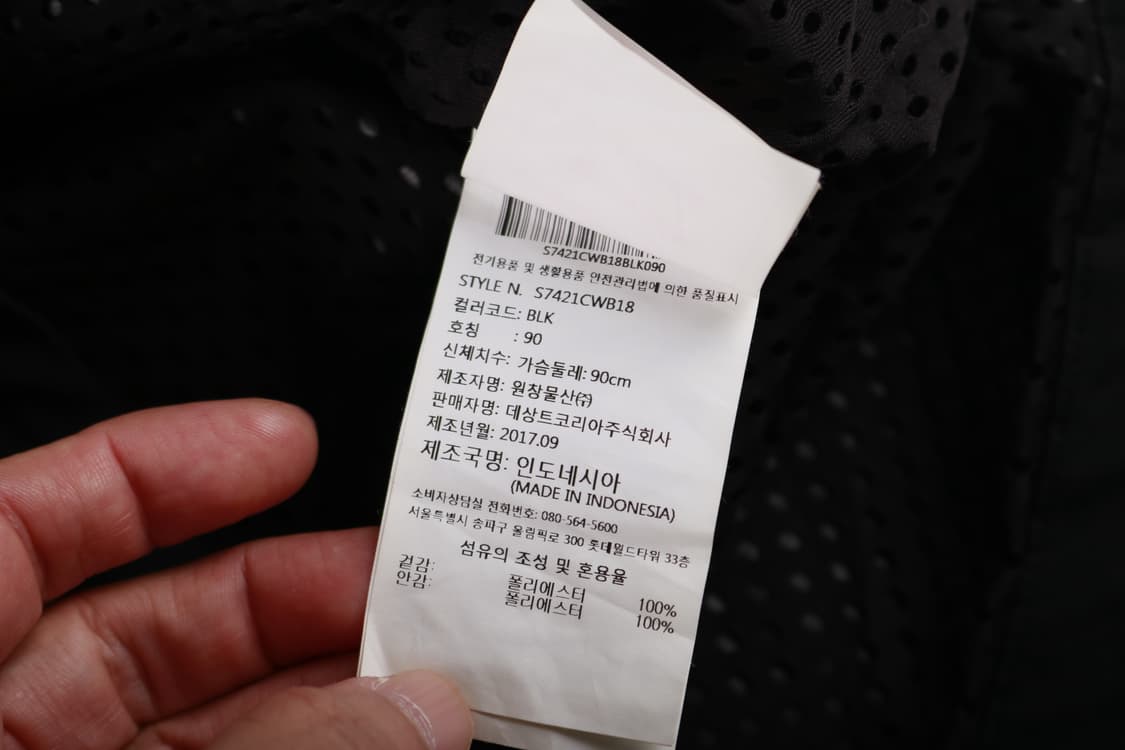 S7421CWB18BLK090
전기용품 및 생활용품 안전관리법에 의한 품질표시
STYLE N. S7421CWB18
컬러코드: BLK
호칭 : 90
신체치수: 가슴둘레: 90cm
제조자명: 원창물산㈜
판매자명: 데상트코리아주식회사
제조년월: 2017.09
제조국명: 인도네시아
(MADE IN INDONESIA)
소비자상담실 전화번호: 080-564-5600
서울특별시 송파구 올림픽로 300 롯데월드타워 33층
섬유의 조성 및 혼용율
겉감: 폴리에스터 100%
안감: 폴리에스터 100%